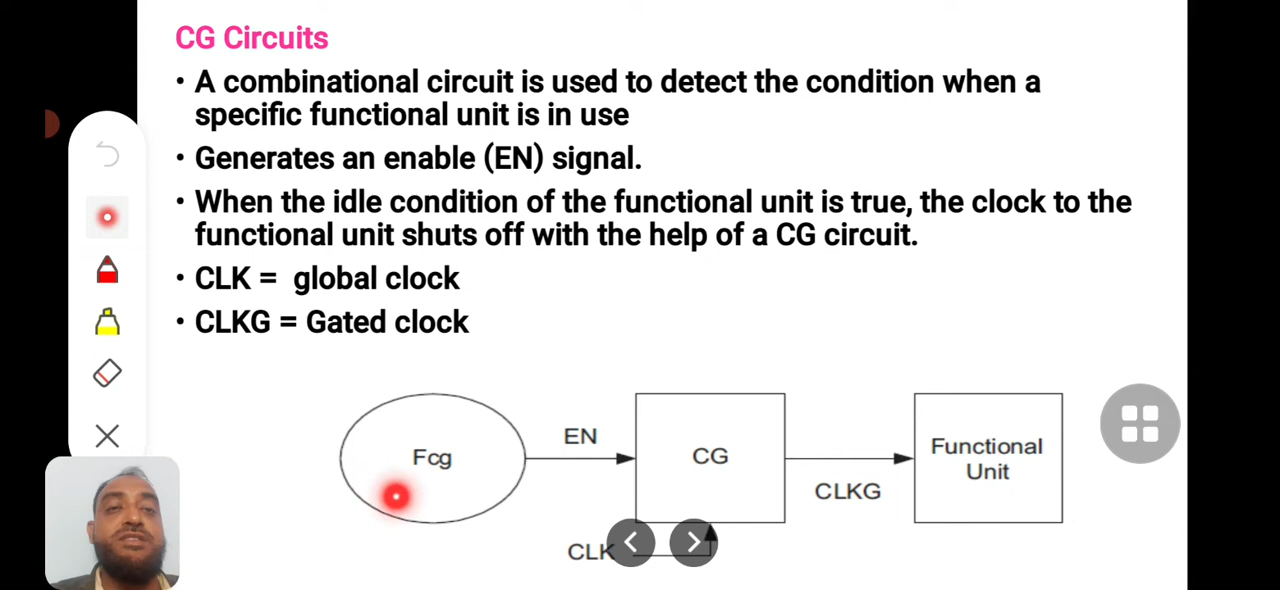 CG Circuits
• A combinational circuit is used to detect the condition when a
specific functional unit is in use
• Generates an enable (EN) signal.
• When the idle condition of the functional unit is true, the clock to the
functional unit shuts off with the help of a CG circuit.
• CLK = global clock
• CLKG = Gated clock
Fcg
EN
CG
CLKG
Functional
Unit
CLK